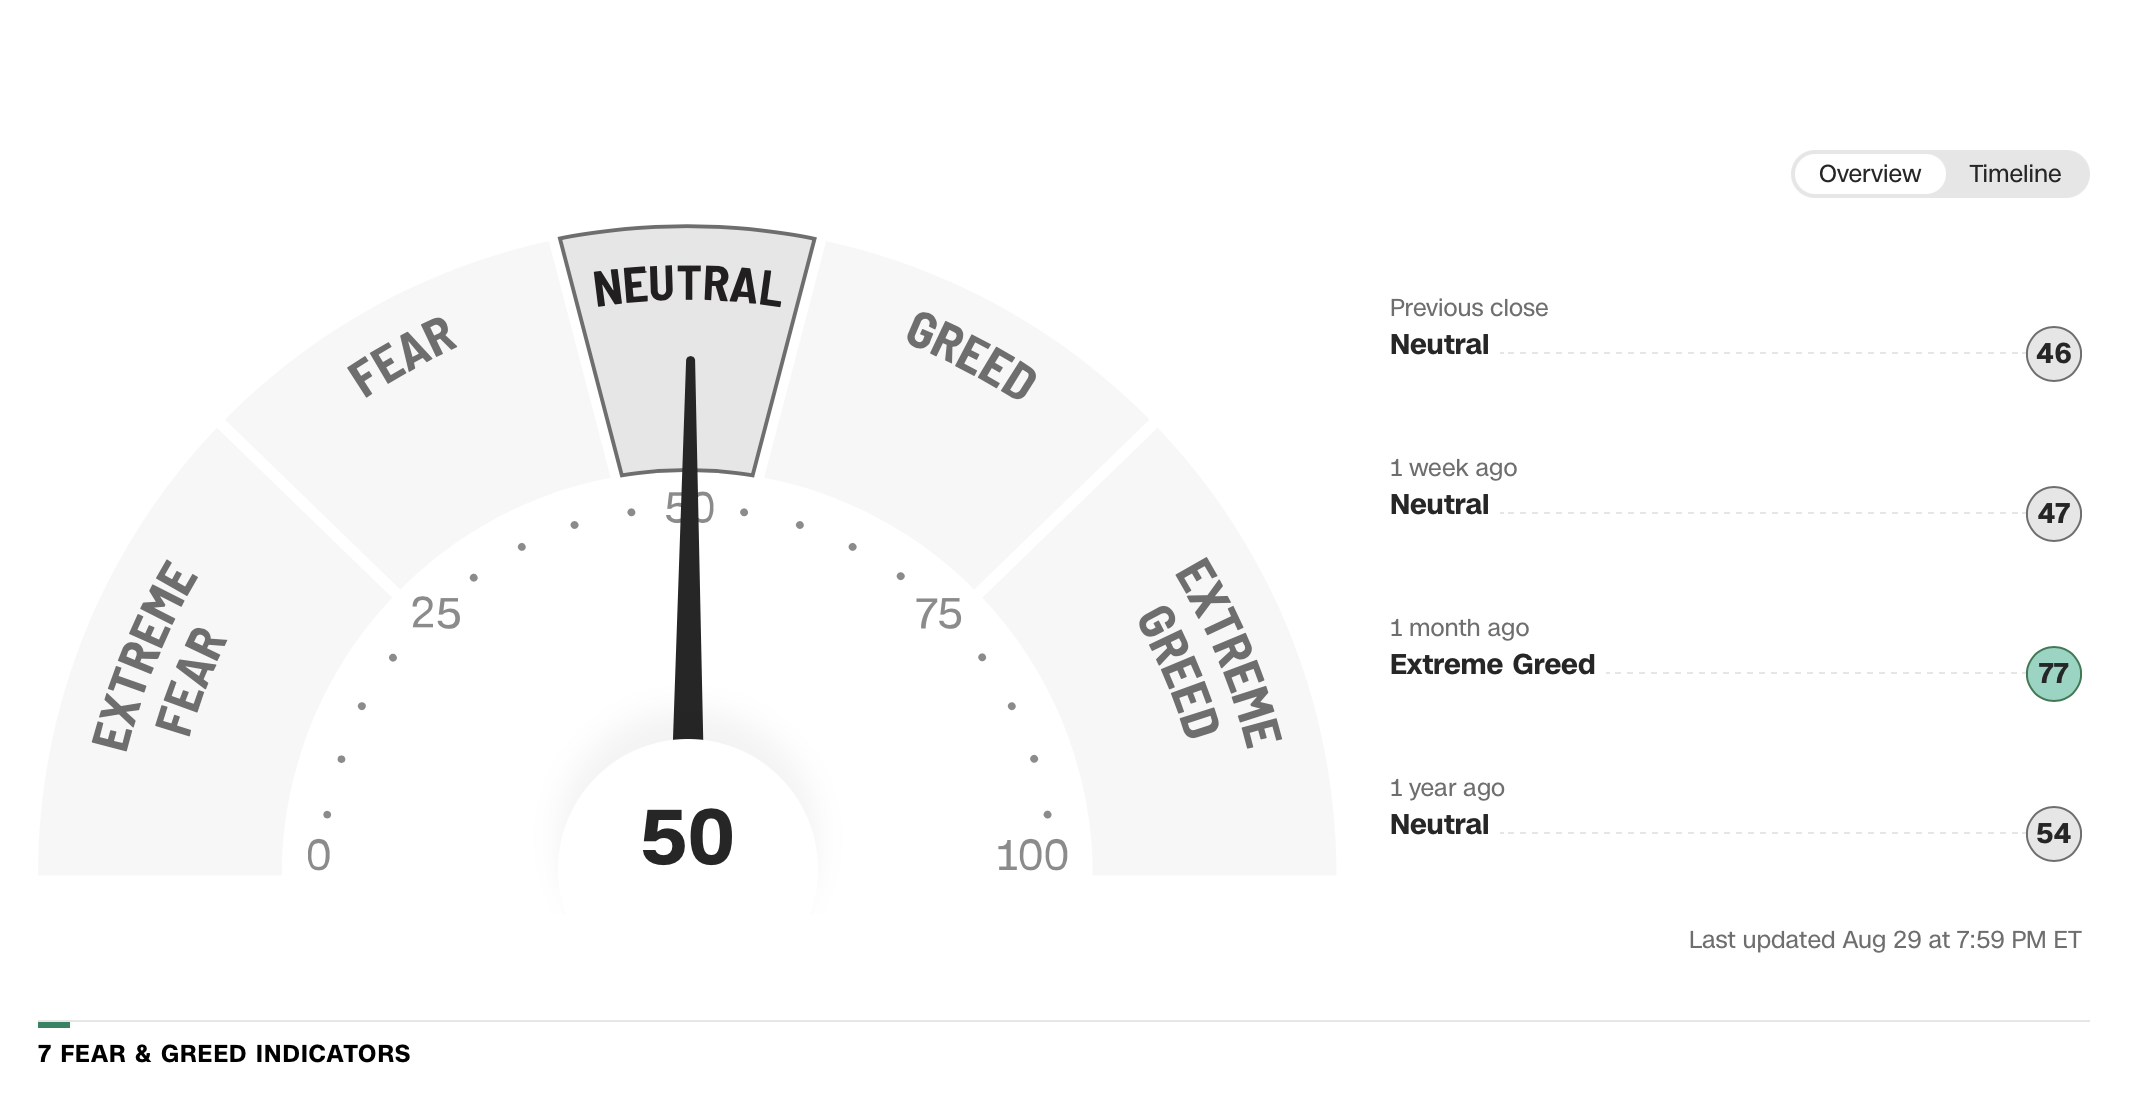 Overview
Timeline
EXTREME
FEAR
FEAR
NEUTRAL
GREED
EXTREME
GREED
0
25
50
75
100
50
Previous close
Neutral
46
1 week ago
Neutral
47
1 month ago
Extreme Greed
77
1 year ago
Neutral
54
Last updated Aug 29 at 7:59 PM ET
7 FEAR & GREED INDICATORS